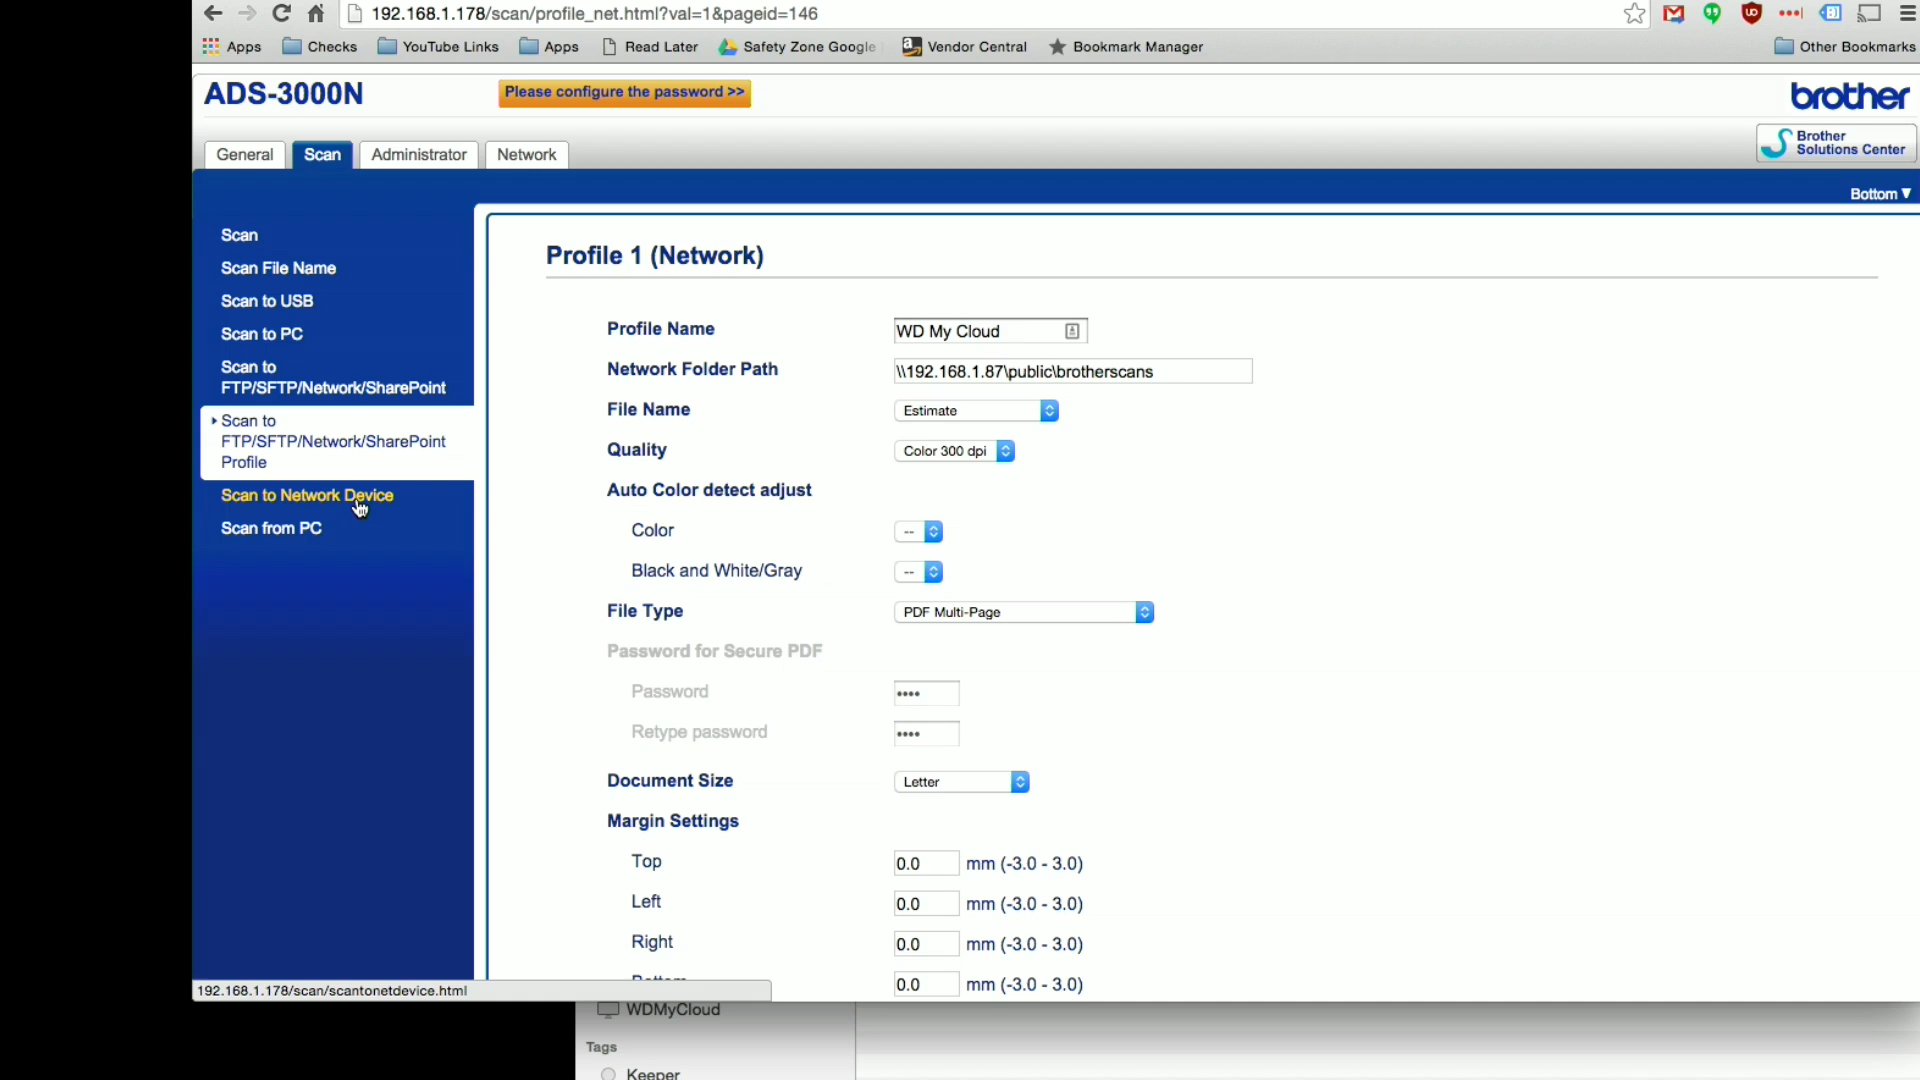 192.168.1.178/scan/profile_net.html?val=1&pageid=146
Apps Checks YouTube Links Apps Read Later Safety Zone Google Vendor Central Bookmark Manager Other Bookmarks
ADS-3000N
Please configure the password >>
brother
General Scan Administrator Network
Brother
Solutions Center
Bottom▼
Scan
Scan File Name
Scan to USB
Scan to PC
Scan to
FTP/SFTP/Network/SharePoint
Scan to
FTP/SFTP/Network/SharePoint
Profile
Scan to Network Device
Scan from PC
Profile 1 (Network)
Profile Name WD My Cloud
Network Folder Path \\192.168.1.87\public\brotherscans
File Name Estimate
Quality Color 300 dpi
Auto Color detect adjust
Color --
Black and White/Gray --
File Type PDF Multi-Page
Password for Secure PDF
Password ••••
Retype password ••••
Document Size Letter
Margin Settings
Top 0.0 mm (-3.0 - 3.0)
Left 0.0 mm (-3.0 - 3.0)
Right 0.0 mm (-3.0 - 3.0)
Bottom 0.0 mm (-3.0 - 3.0)
192.168.1.178/scan/scantonetdevice.html
WDMyCloud
Tags
Keeper